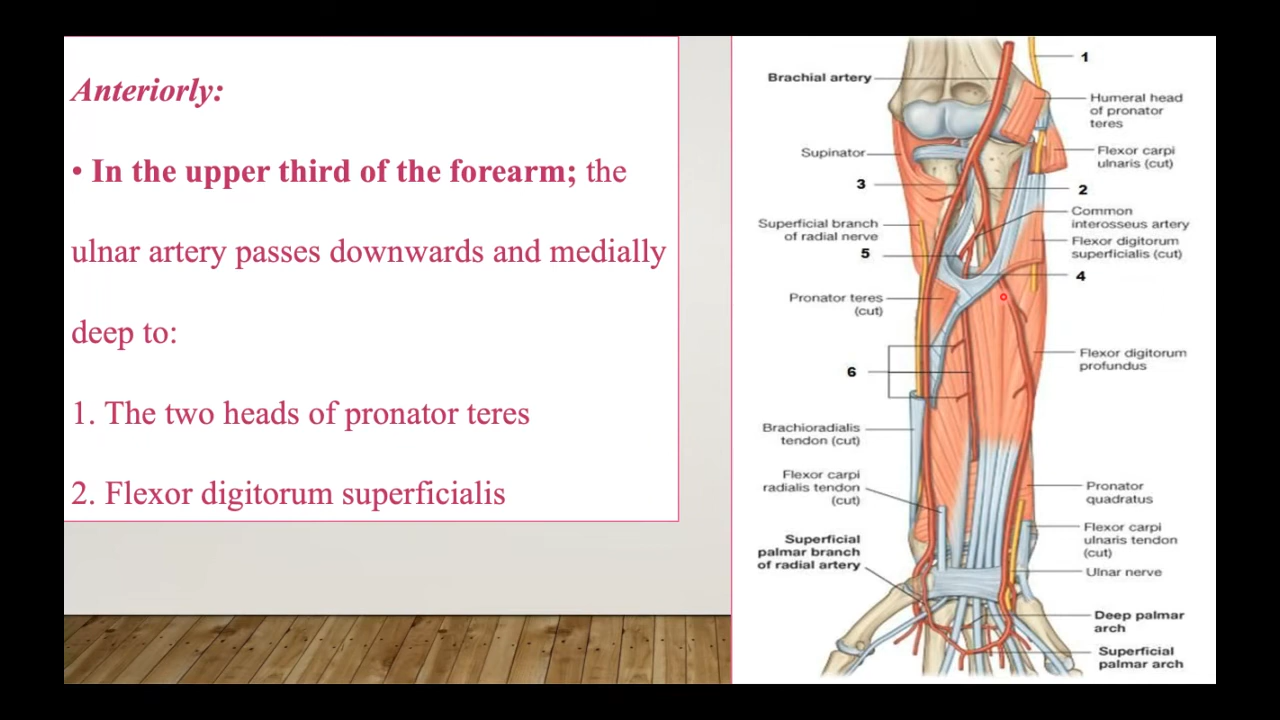 Anteriorly:
• In the upper third of the forearm; the
ulnar artery passes downwards and medially
deep to:
1. The two heads of pronator teres
2. Flexor digitorum superficialis
1
Brachial artery
Humeral head
of pronator
teres
Supinator
Flexor carpi
ulnaris (cut)
3
2
Common
interosseus artery
Superficial branch
of radial nerve
Flexor digitorum
superficialis (cut)
5
4
Pronator teres
(cut)
Flexor digitorum
profundus
6
Brachioradialis
tendon (cut)
Flexor carpi
radialis tendon
(cut)
Pronator
quadratus
Flexor carpi
ulnaris tendon
(cut)
Superficial
palmar branch
of radial artery
Ulnar nerve
Deep palmar
arch
Superficial
palmar arch